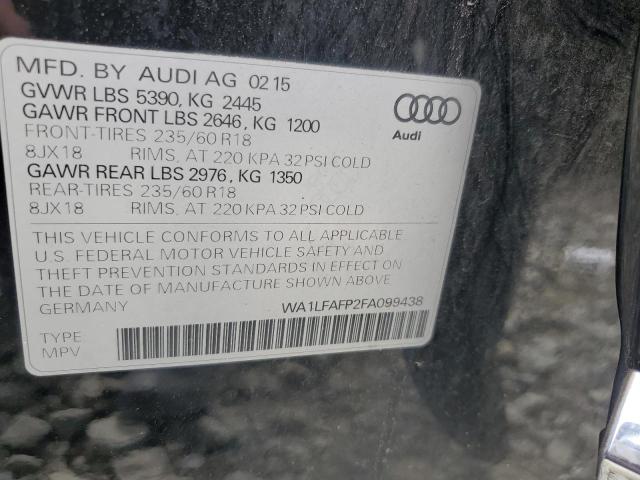 MFD. BY AUDI AG 02 15
GVWR LBS 5390, KG 2445
GAWR FRONT LBS 2646, KG 1200
FRONT-TIRES 235/60 R18
8JX18 RIMS, AT 220 KPA 32 PSI COLD
GAWR REAR LBS 2976, KG 1350
REAR-TIRES 235/60 R18
8JX18 RIMS, AT 220 KPA 32 PSI COLD
Audi
THIS VEHICLE CONFORMS TO ALL APPLICABLE
U.S. FEDERAL MOTOR VEHICLE SAFETY AND
THEFT PREVENTION STANDARDS IN EFFECT ON
THE DATE OF MANUFACTURE SHOWN ABOVE
GERMANY WA1LFAFP2FA099438
TYPE
MPV